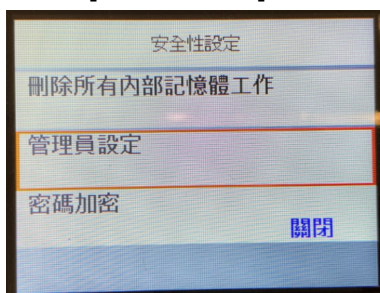 安全性設定
刪除所有內部記憶體工作
管理員設定
密碼加密
關閉